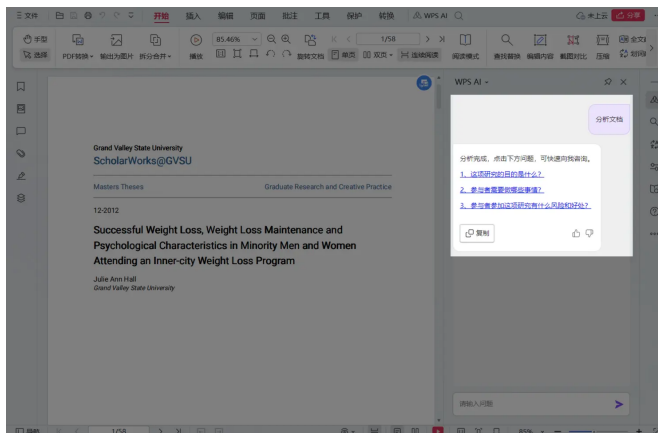 文件 开始 插入 编辑 页面 批注 工具 保护 转换 WPS AI 未上云 分享
手型 85.46% 1/58
选择 PDF转换 输出为图片 拆分合并 播放 旋转文档 单页 双页 连续阅读 阅读模式 查找替换 编辑内容 截图对比 压缩
WPS AI
分析文档
分析完成，点击下方问题，可快速向我咨询。
1、这项研究的目的是什么？
2、参与者需要做哪些事情？
3、参与者参加这项研究有什么风险和好处？
复制
Grand Valley State University
ScholarWorks@GVSU
Masters Theses Graduate Research and Creative Practice
12-2012
Successful Weight Loss, Weight Loss Maintenance and
Psychological Characteristics in Minority Men and Women
Attending an Inner-city Weight Loss Program
Julie Ann Hall
Grand Valley State University
请输入问题
1/58 85%